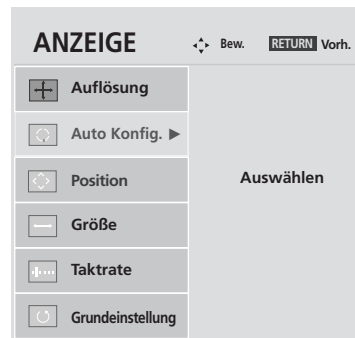 ANZEIGE Bew. RETURN Vorh.
Auflösung
Auto Konfig. ►
Position Auswählen
Größe
Taktrate
Grundeinstellung